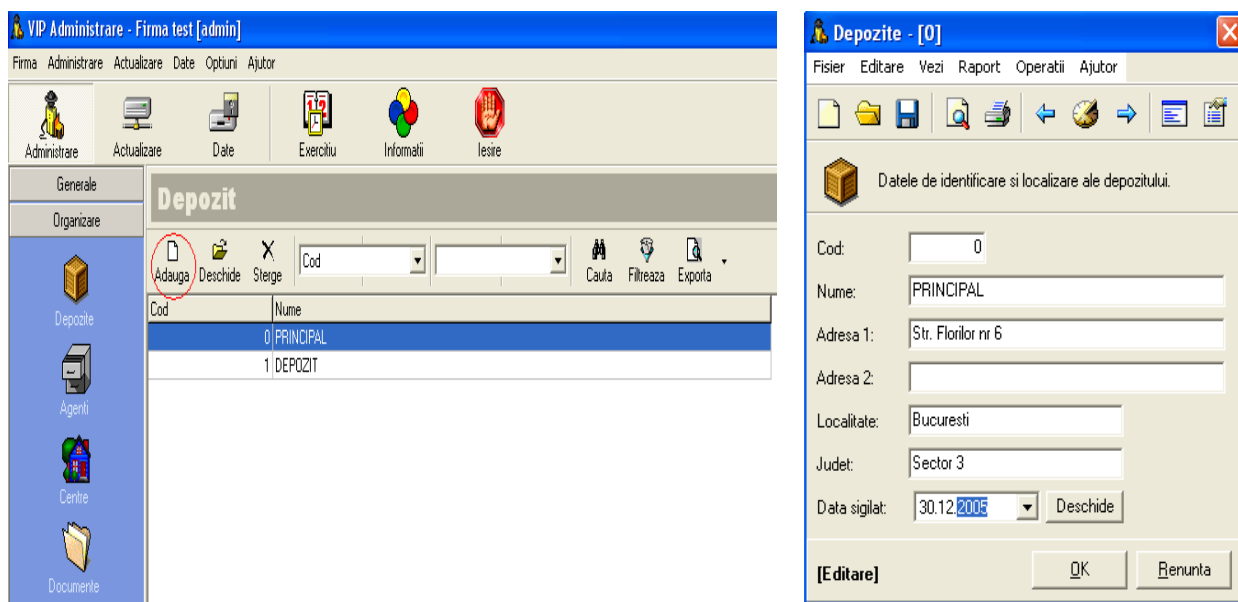 VIP Administrare - Firma test [admin]
Firma Administrare Actualizare Date Optiuni Ajutor
Administrare Actualizare Date Exercitiu Informatii Iesire
Generale
Organizare
Depozite
Agenti
Centre
Documente
Depozit
Adauga Deschide Sterge Cod Cauta Filtreaza Exporta
Cod Nume
0 PRINCIPAL
1 DEPOZIT
Depozite - [0]
Fisier Editare Vezi Raport Operatii Ajutor
Datele de identificare si localizare ale depozitului.
Cod: 0
Nume: PRINCIPAL
Adresa 1: Str. Florilor nr 6
Adresa 2:
Localitate: Bucuresti
Judet: Sector 3
Data sigilat: 30.12.2005 Deschide
[Editare] OK Renunta